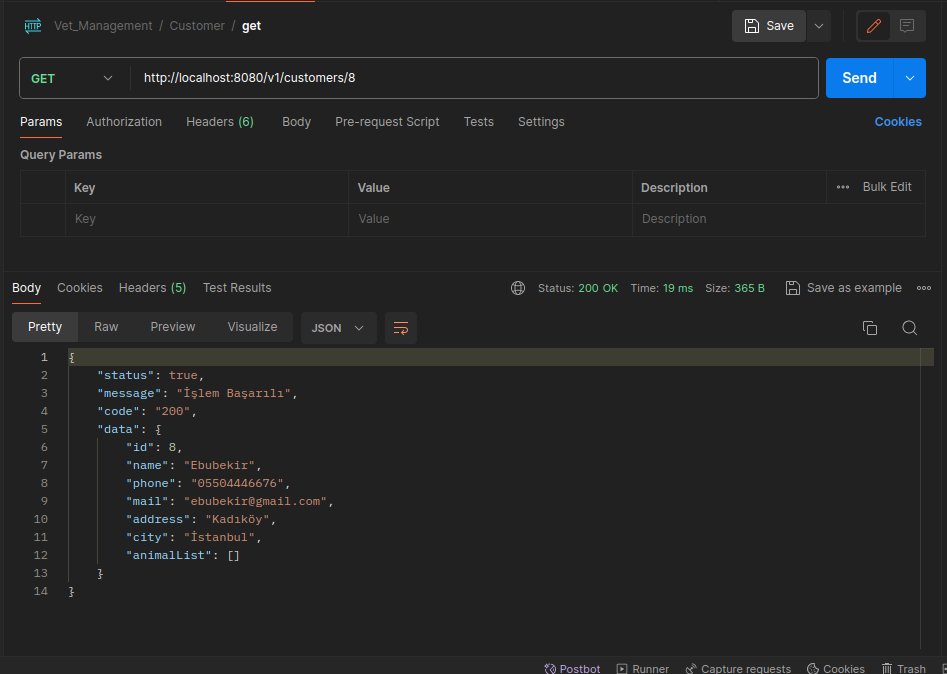 HTTP Vet_Management / Customer / get Save
GET http://localhost:8080/v1/customers/8 Send
Params Authorization Headers (6) Body Pre-request Script Tests Settings Cookies
Query Params
Key Value Description Bulk Edit
Key Value Description
Body Cookies Headers (5) Test Results Status: 200 OK Time: 19 ms Size: 365 B Save as example
Pretty Raw Preview Visualize JSON
1 {
2 "status": true,
3 "message": "İşlem Başarılı",
4 "code": "200",
5 "data": {
6 "id": 8,
7 "name": "Ebubekir",
8 "phone": "05504446676",
9 "mail": "ebubekir@gmail.com",
10 "address": "Kadıköy",
11 "city": "İstanbul",
12 "animalList": []
13 }
14 }
Postbot Runner Capture requests Cookies Trash